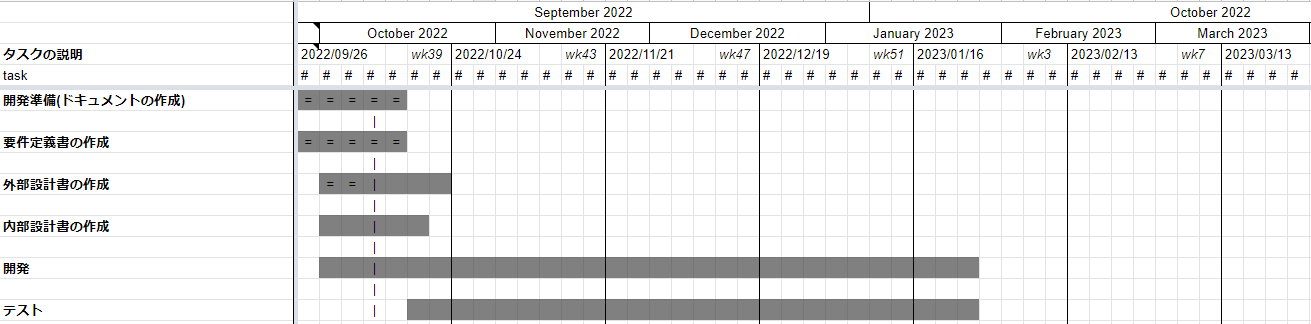 September 2022 October 2022
October 2022 November 2022 December 2022 January 2023 February 2023 March 2023
タスクの説明 2022/09/26 wk39 2022/10/24 wk43 2022/11/21 wk47 2022/12/19 wk51 2023/01/16 wk3 2023/02/13 wk7 2023/03/13
task # # # # # # # # # # # # # # # # # # # # # # # # # # # # # # # # # # # # # # # # # # # # # #
開発準備(ドキュメントの作成) = = = = =
要件定義書の作成 = = = = =
外部設計書の作成 = =
内部設計書の作成
開発
テスト